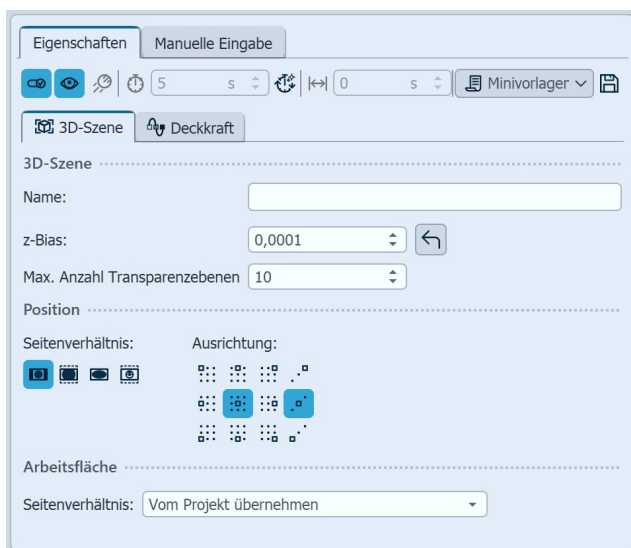 Eigenschaften Manuelle Eingabe
5 s 0 s Minivorlager
3D-Szene Deckkraft
3D-Szene
Name:
z-Bias: 0,0001
Max. Anzahl Transparenzebenen 10
Position
Seitenverhältnis: Ausrichtung:
Arbeitsfläche
Seitenverhältnis: Vom Projekt übernehmen